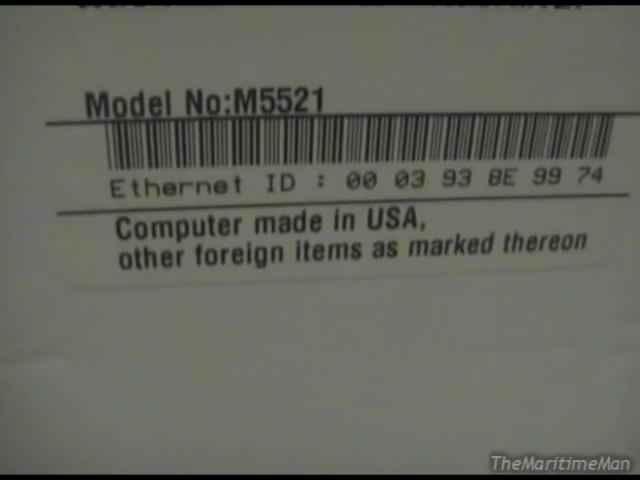 Model No:M5521
Ethernet ID : 00 03 93 8E 99 74
Computer made in USA,
other foreign items as marked thereon
TheMaritimeMan